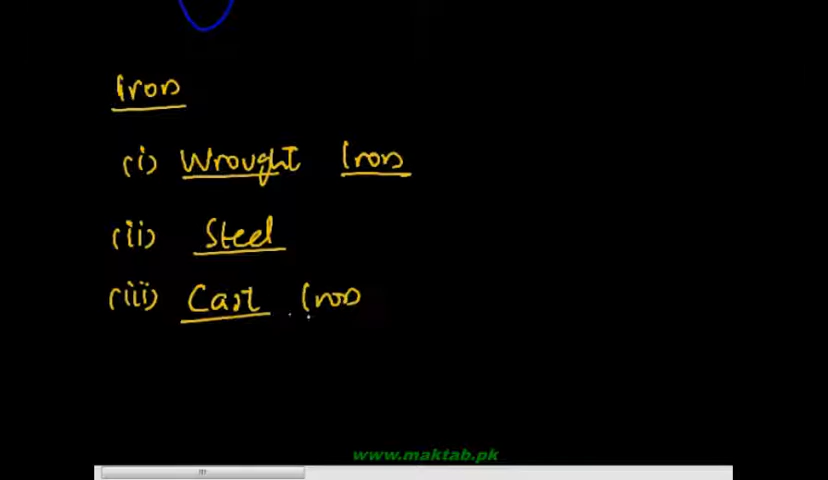 Iron
(i) Wrought Iron
(ii) Steel
(iii) Cast Iron
www.maktab.pk